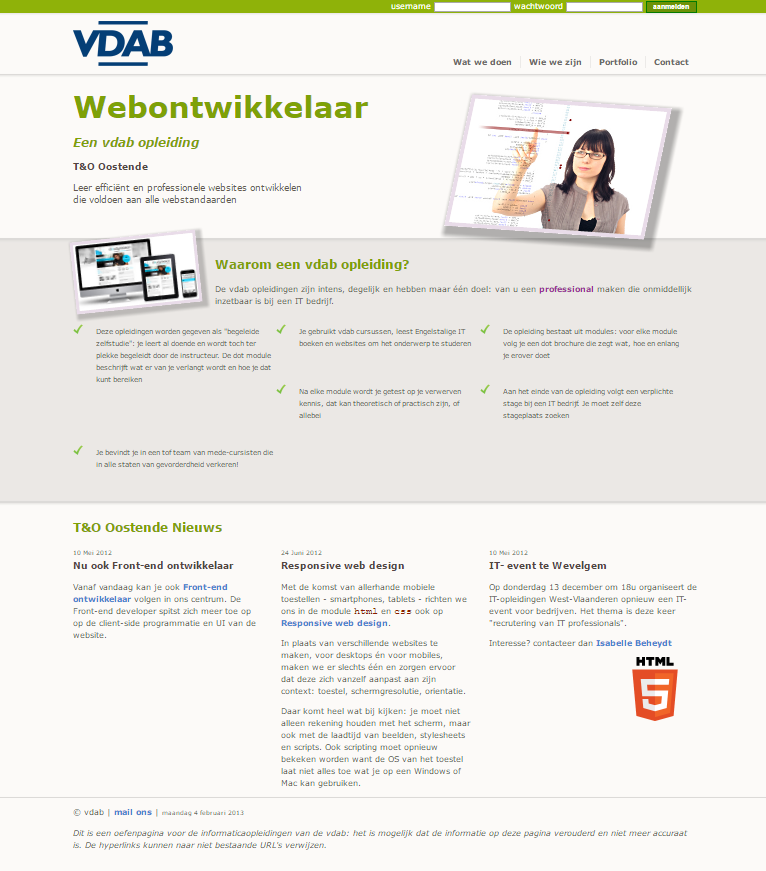 username wachtwoord aanmelden
VDAB
Wat we doen Wie we zijn Portfolio Contact
Webontwikkelaar
Een vdab opleiding
T&O Oostende
Leer efficiënt en professionele websites ontwikkelen
die voldoen aan alle webstandaarden
Waarom een vdab opleiding?
De vdab opleidingen zijn intens, degelijk en hebben maar één doel: van u een professional maken die onmiddellijk
inzetbaar is bij een IT bedrijf.
Deze opleidingen worden gegeven als "begeleide
zelfstudie": je leert al doende en wordt toch ter
plekke begeleidt door de instructeur. De dot module
beschrijft wat er van je verlangt wordt en hoe je dat
kunt bereiken
Je gebruikt vdab cursussen, leest Engelstalige IT
boeken en websites om het onderwerp te studeren
De opleiding bestaat uit modules: voor elke module
volg je een dot brochure die zegt wat, hoe en enlang
je erover doet
Na elke module wordt je getest op je verwerven
kennis, dat kan theoretisch of practisch zijn, of
allebei
Aan het einde van de opleiding volgt een verplichte
stage bij een IT bedrijf! Je moet zelf deze
stageplaats zoeken
Je bevindt je in een tof team van mede-cursisten die
in alle staten van gevorderdheid verkeren!
T&O Oostende Nieuws
10 Mei 2012
Nu ook Front-end ontwikkelaar
Vanaf vandaag kan je ook Front-end
ontwikkelaar volgen in ons centrum. De
Front-end developer spitst zich meer toe op
op de client-side programmatie en UI van de
website.
24 Juni 2012
Responsive web design
Met de komst van allerhande mobiele
toestellen - smartphones, tablets - richten we
ons in de module html en css ook op
Responsive web design.
In plaats van verschillende websites te
maken, voor desktops én voor mobiles,
maken we er slechts één en zorgen ervoor
dat deze zich vanzelf aanpast aan zijn
context: toestel, schermgresolutie, orientatie.
Daar komt heel wat bij kijken: je moet niet
alleen rekening houden met het scherm, maar
ook met de laadtijd van beelden, stylesheets
en scripts. Ook scripting moet opnieuw
bekeken worden want de OS van het toestel
laat niet alles toe wat je op een Windows of
Mac kan gebruiken.
10 Mei 2012
IT- event te Wevelgem
Op donderdag 13 december om 18u organiseert de
IT-opleidingen West-Vlaanderen opnieuw een IT-
event voor bedrijven. Het thema is deze keer
"recrutering van IT professionals".
Interesse? contacteer dan Isabelle Beheydt
HTML
5
© vdab | mail ons | maandag 4 februari 2013
Dit is een oefenpagina voor de informaticaopleidingen van de vdab: het is mogelijk dat de informatie op deze pagina verouderd en niet meer accuraat
is. De hyperlinks kunnen naar niet bestaande URL's verwijzen.